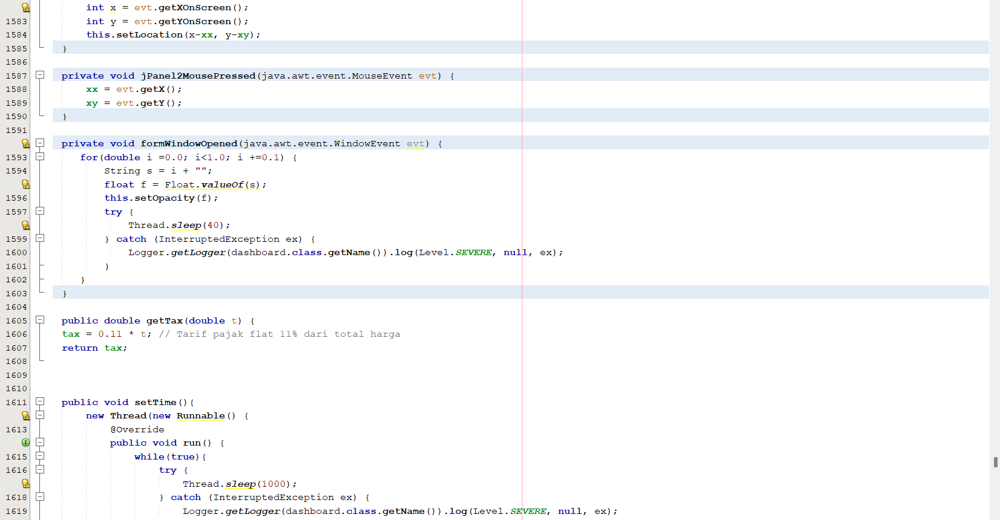 int x = evt.getXOnScreen();
1583 int y = evt.getYOnScreen();
1584 this.setLocation(x-xx, y-xy);
1585 }
1586
1587 private void jPanel2MousePressed(java.awt.event.MouseEvent evt) {
1588 xx = evt.getX();
1589 xy = evt.getY();
1590 }
1591
private void formWindowOpened(java.awt.event.WindowEvent evt) {
1593 for(double i =0.0; i<1.0; i +=0.1) {
1594 String s = i + "";
float f = Float.valueOf(s);
1596 this.setOpacity(f);
1597 try {
Thread.sleep(40);
1599 } catch (InterruptedException ex) {
1600 Logger.getLogger(dashboard.class.getName()).log(Level.SEVERE, null, ex);
1601 }
1602 }
1603 }
1604
1605 public double getTax(double t) {
1606 tax = 0.11 * t; // Tarif pajak flat 11% dari total harga
1607 return tax;
1608
1609
1610
1611 public void setTime(){
new Thread(new Runnable() {
1613 @Override
public void run() {
1615 while(true){
1616 try {
Thread.sleep(1000);
1618 } catch (InterruptedException ex) {
1619 Logger.getLogger(dashboard.class.getName()).log(Level.SEVERE, null, ex);